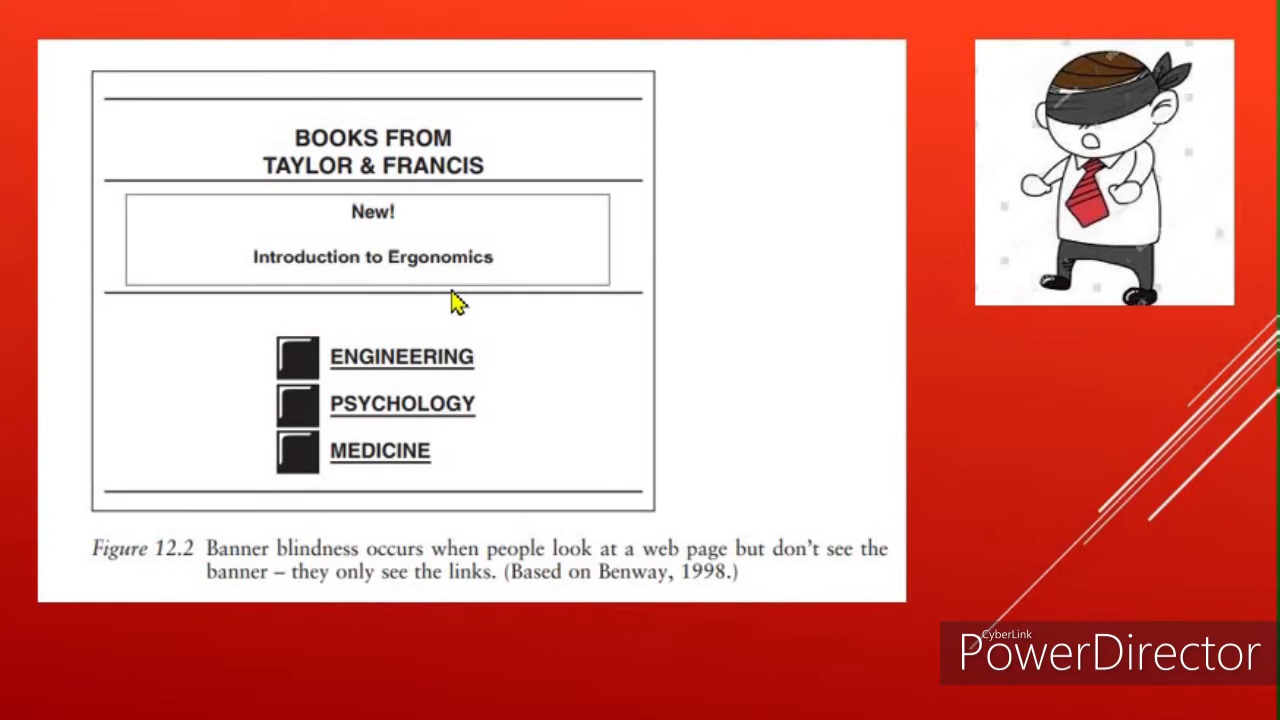 BOOKS FROM
TAYLOR & FRANCIS
New!
Introduction to Ergonomics
ENGINEERING
PSYCHOLOGY
MEDICINE
Figure 12.2 Banner blindness occurs when people look at a web page but don't see the
banner – they only see the links. (Based on Benway, 1998.)
CyberLink
PowerDirector